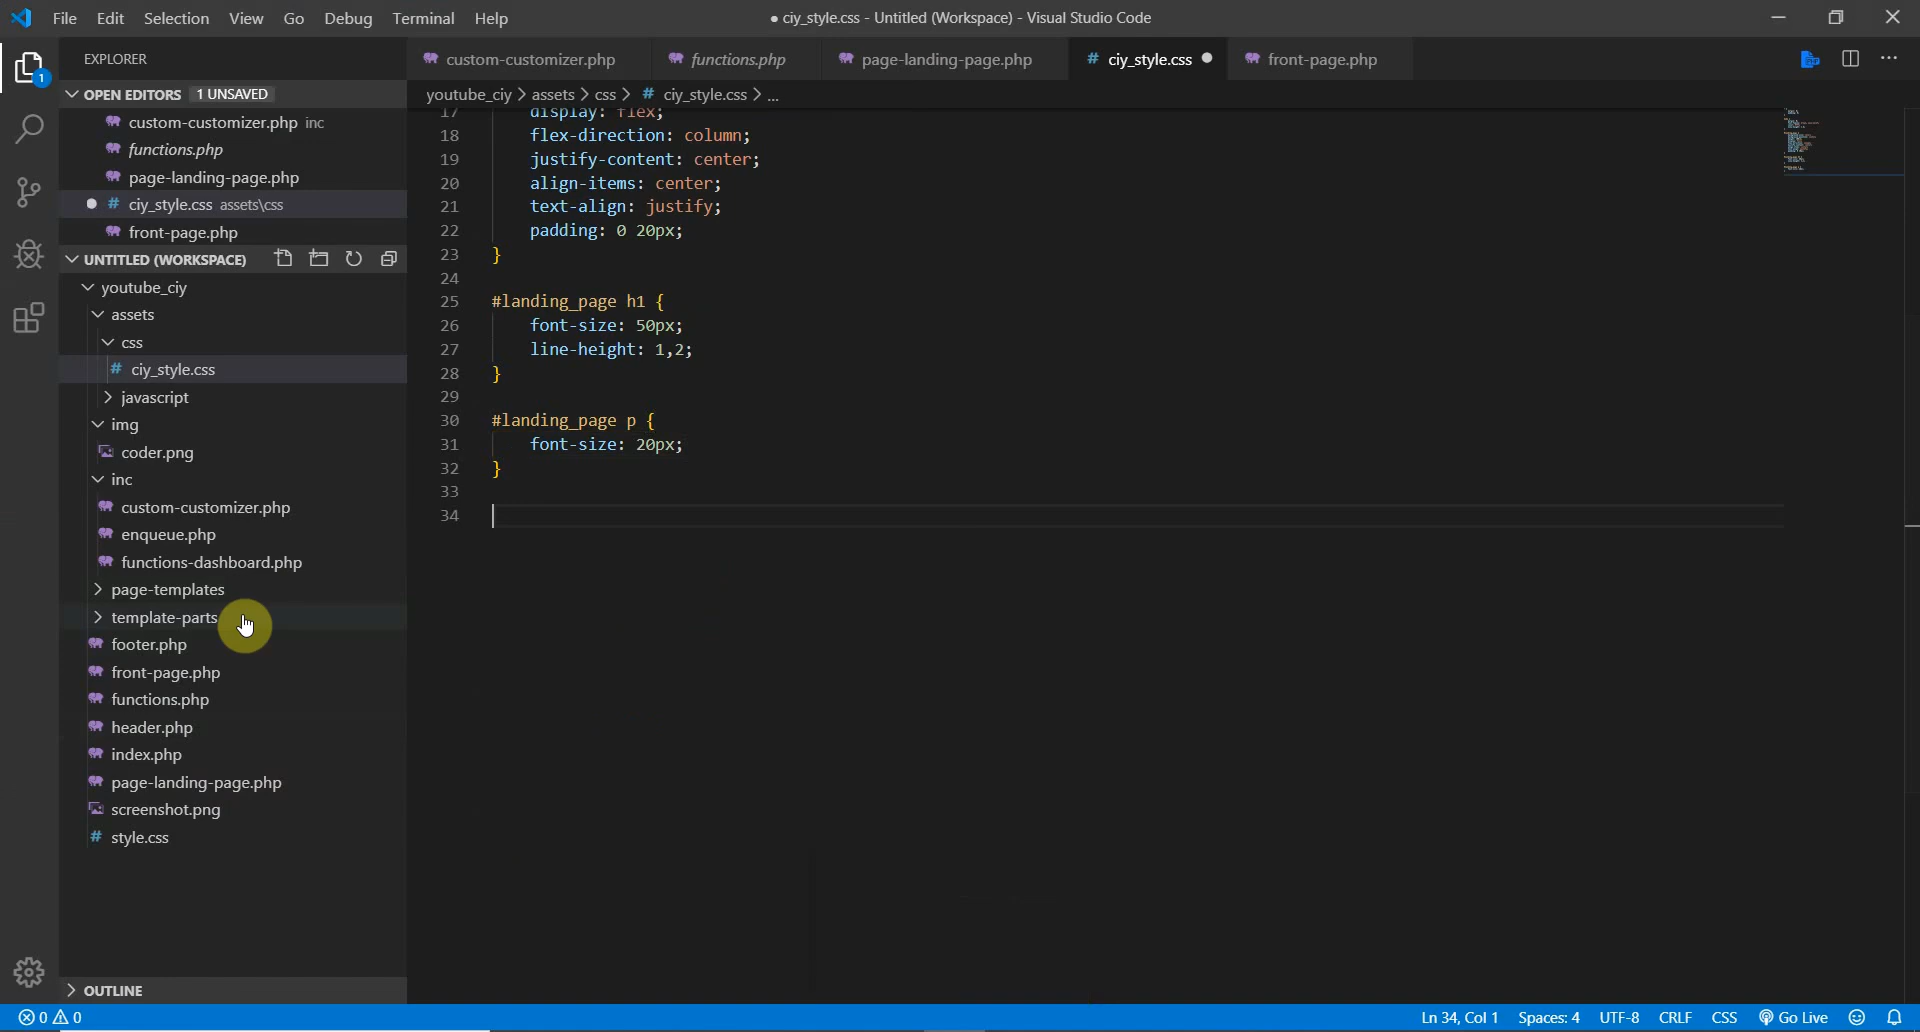 File Edit Selection View Go Debug Terminal Help
● ciy_style.css - Untitled (Workspace) - Visual Studio Code
EXPLORER
1
OPEN EDITORS 1 UNSAVED
custom-customizer.php inc
functions.php
page-landing-page.php
# ciy_style.css assets\css
front-page.php
UNTITLED (WORKSPACE)
youtube_ciy
assets
css
# ciy_style.css
javascript
img
coder.png
inc
custom-customizer.php
enqueue.php
functions-dashboard.php
page-templates
template-parts
footer.php
front-page.php
functions.php
header.php
index.php
page-landing-page.php
screenshot.png
# style.css
OUTLINE
custom-customizer.php functions.php page-landing-page.php # ciy_style.css front-page.php
youtube_ciy > assets > css > # ciy_style.css > ...
17 display: flex;
18 flex-direction: column;
19 justify-content: center;
20 align-items: center;
21 text-align: justify;
22 padding: 0 20px;
23 }
24
25 #landing_page h1 {
26 font-size: 50px;
27 line-height: 1,2;
28 }
29
30 #landing_page p {
31 font-size: 20px;
32 }
33
34
0 0 Ln 34, Col 1 Spaces: 4 UTF-8 CRLF CSS Go Live